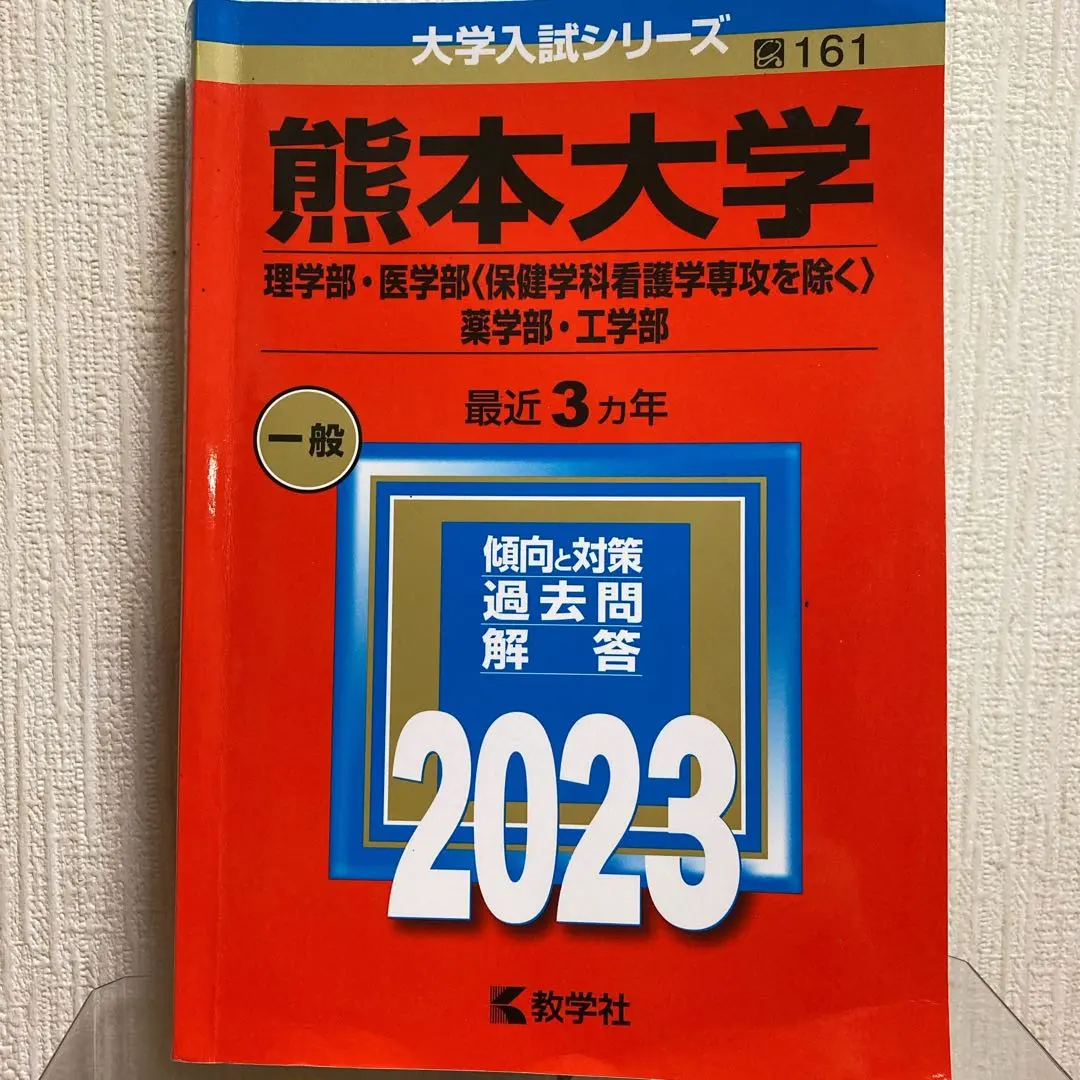 大学入試シリーズ
161
熊本大学
理学部・医学部〈保健学科看護学専攻を除く〉
薬学部・工学部
最近3ヵ年
一般
傾向と対策
過去問
解答
2023
教学社